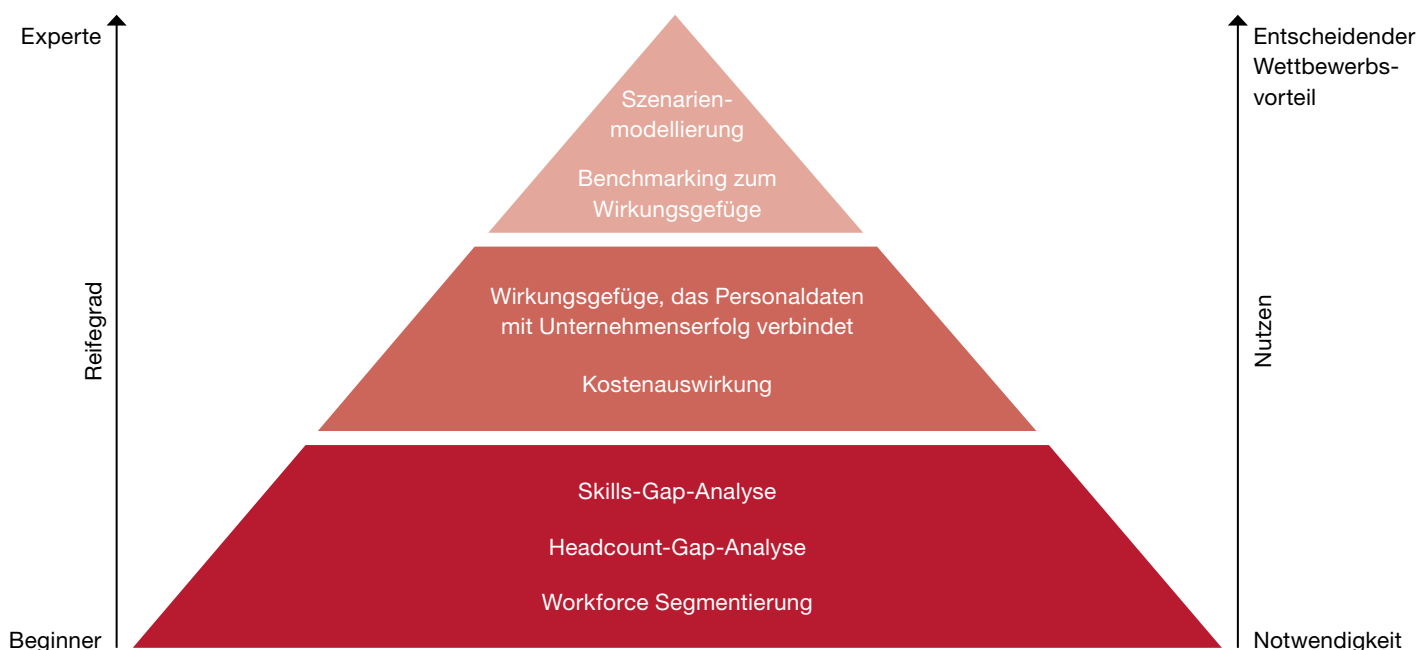 Experte
Entscheidender
Wettbewerbs-
vorteil
Szenarien-
modellierung
Benchmarking zum
Wirkungsgefüge
Reifegrad
Wirkungsgefüge, das Personaldaten
mit Unternehmenserfolg verbindet
Kostenauswirkung
Nutzen
Skills-Gap-Analyse
Headcount-Gap-Analyse
Workforce Segmentierung
Beginner
Notwendigkeit